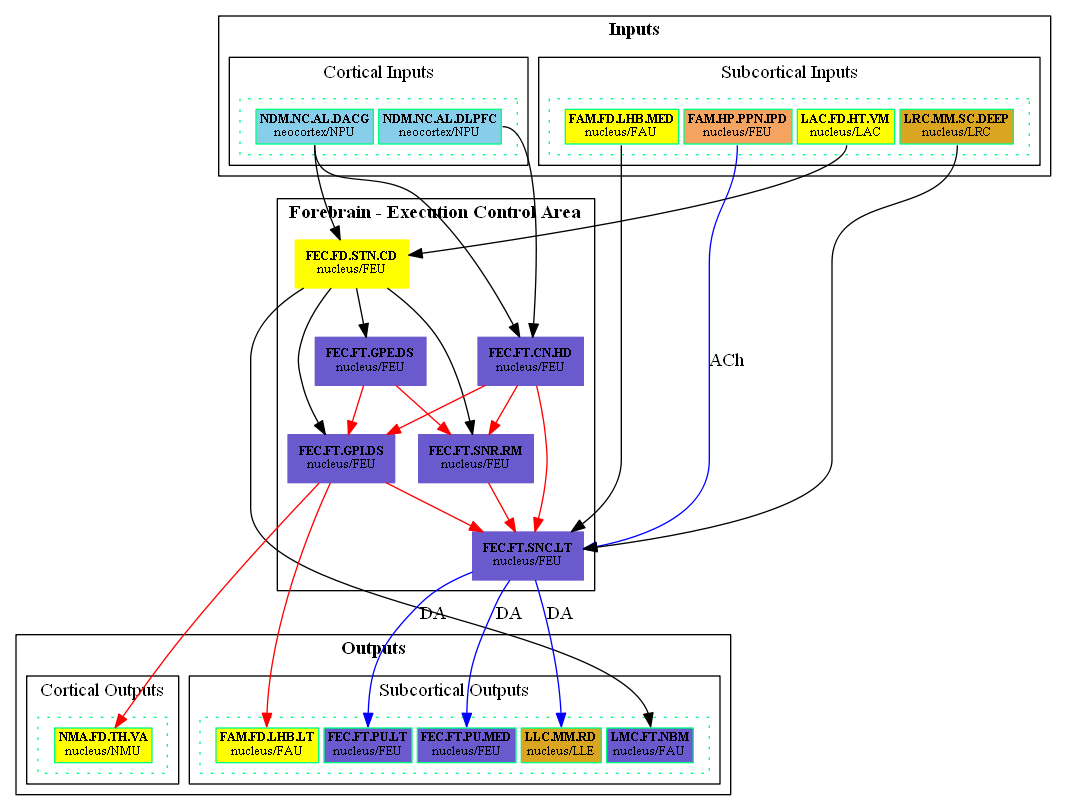 Inputs
Cortical Inputs
Subcortical Inputs
NDM.NC.AL.DACG
neocortex/NPU
NDM.NC.AL.DLPFC
neocortex/NPU
FAM.FD.LHB.MED
nucleus/FAU
FAM.HP.PPN.IPD
nucleus/FEU
LAC.FD.HT.VM
nucleus/LAC
LRC.MM.SC.DEEP
nucleus/LRC
Forebrain - Execution Control Area
FEC.FD.STN.CD
nucleus/FEU
FEC.FT.GPE.DS
nucleus/FEU
FEC.FT.CN.HD
nucleus/FEU
ACh
FEC.FT.GPI.DS
nucleus/FEU
FEC.FT.SNR.RM
nucleus/FEU
FEC.FT.SNC.LT
nucleus/FEU
DA
DA
DA
Outputs
Cortical Outputs
Subcortical Outputs
NMA.FD.TH.VA
nucleus/NMU
FAM.FD.LHB.LT
nucleus/FAU
FEC.FT.PU.LT
nucleus/FEU
FEC.FT.PU.MED
nucleus/FEU
LLC.MM.RD
nucleus/LLE
LMC.FT.NBM
nucleus/FAU